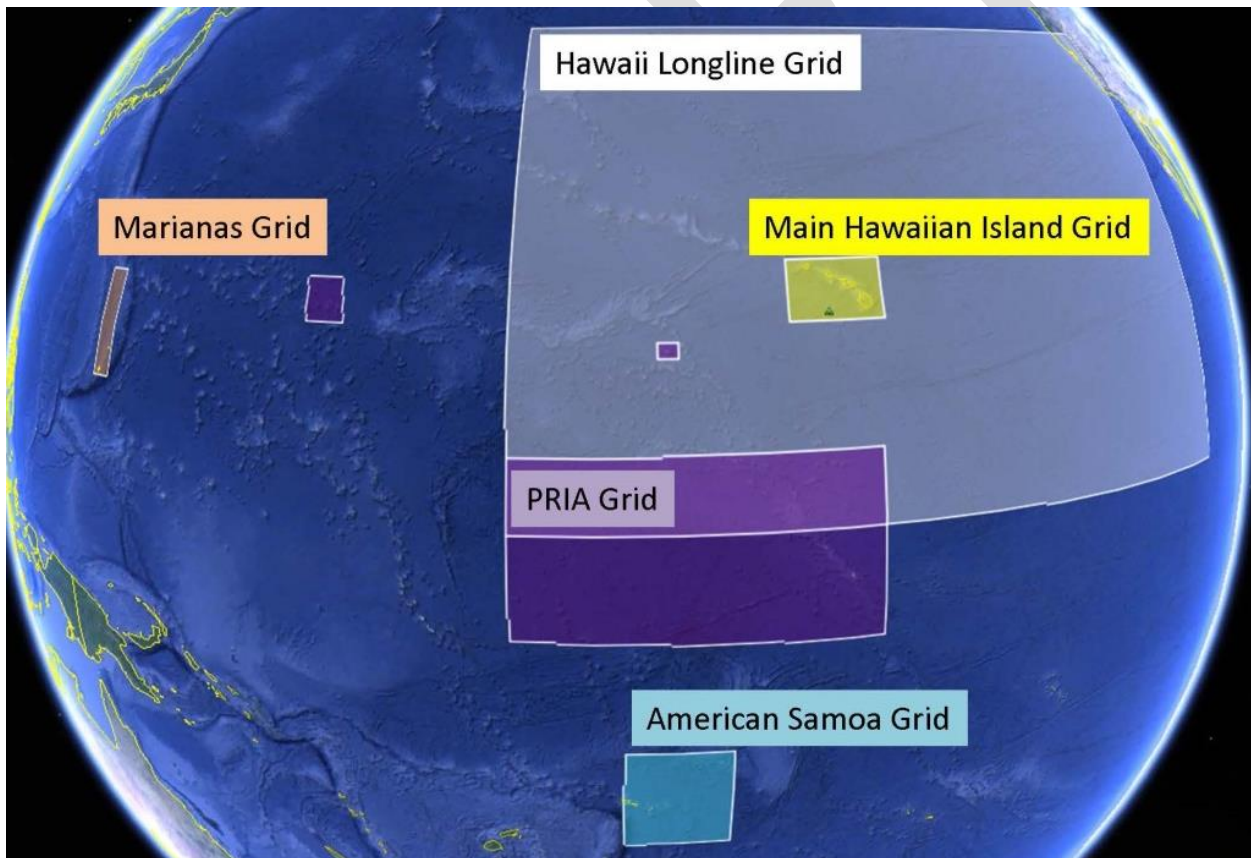 Hawaii Longline Grid
Marianas Grid
Main Hawaiian Island Grid
PRIA Grid
American Samoa Grid